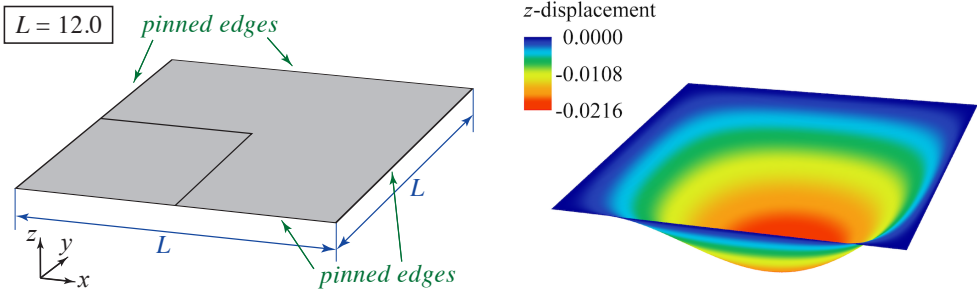 L = 12.0
pinned edges
L
L
pinned edges
z
y
x
z-displacement
0.0000
-0.0108
-0.0216